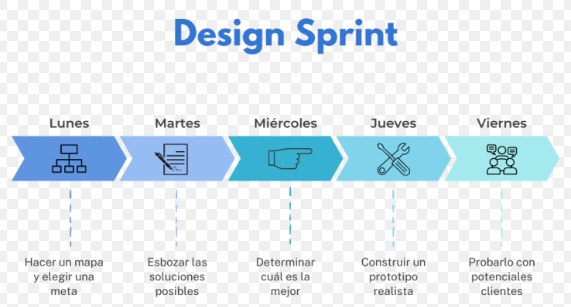 Design Sprint
Lunes
Martes
Miércoles
Jueves
Viernes
Hacer un mapa
y elegir una
meta
Esbozar las
soluciones
posibles
Determinar
cuál es la
mejor
Construir un
prototipo
realista
Probarlo con
potenciales
clientes